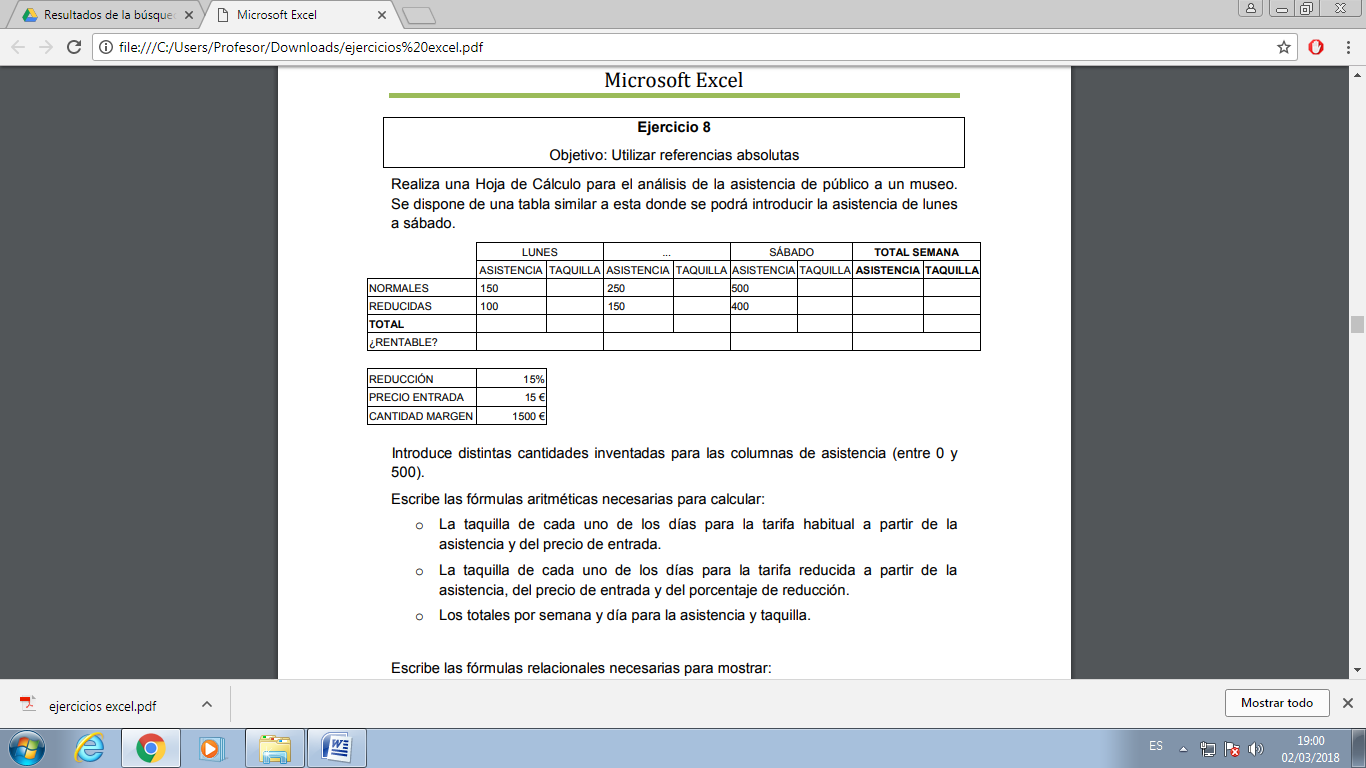 Resultados de la búsque
Microsoft Excel
file:///C:/Users/Profesor/Downloads/ejercicios%20excel.pdf
Microsoft Excel
Ejercicio 8
Objetivo: Utilizar referencias absolutas
Realiza una Hoja de Cálculo para el análisis de la asistencia de público a un museo.
Se dispone de una tabla similar a esta donde se podrá introducir la asistencia de lunes
a sábado.
LUNES ... SÁBADO TOTAL SEMANA
ASISTENCIA TAQUILLA ASISTENCIA TAQUILLA ASISTENCIA TAQUILLA ASISTENCIA TAQUILLA
NORMALES 150 250 500
REDUCIDAS 100 150 400
TOTAL
¿RENTABLE?
REDUCCIÓN 15%
PRECIO ENTRADA 15 €
CANTIDAD MARGEN 1500 €
Introduce distintas cantidades inventadas para las columnas de asistencia (entre 0 y
500).
Escribe las fórmulas aritméticas necesarias para calcular:
o La taquilla de cada uno de los días para la tarifa habitual a partir de la
asistencia y del precio de entrada.
o La taquilla de cada uno de los días para la tarifa reducida a partir de la
asistencia, del precio de entrada y del porcentaje de reducción.
o Los totales por semana y día para la asistencia y taquilla.
Escribe las fórmulas relacionales necesarias para mostrar:
ejercicios excel.pdf
Mostrar todo
ES
19:00
02/03/2018